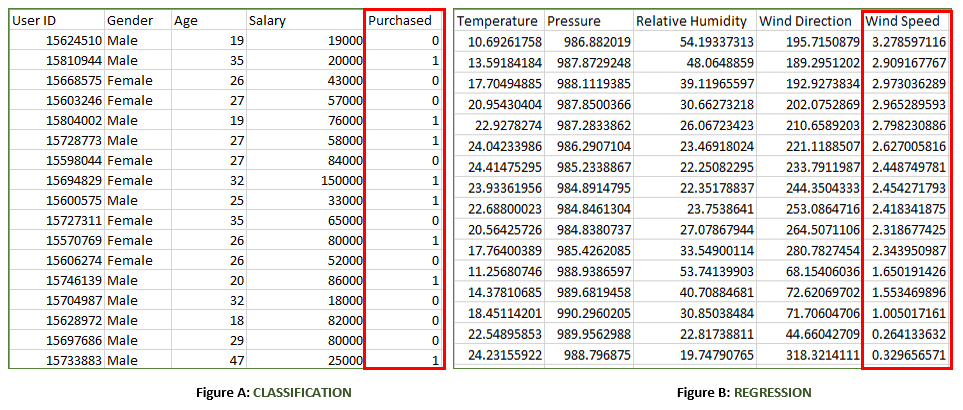 User ID Gender Age Salary Purchased
15624510 Male 19 19000 0
15810944 Male 35 20000 1
15668575 Female 26 43000 0
15603246 Female 27 57000 0
15804002 Male 19 76000 1
15728773 Male 27 58000 1
15598044 Female 27 84000 0
15694829 Female 32 150000 1
15600575 Male 25 33000 1
15727311 Female 35 65000 0
15570769 Female 26 80000 1
15606274 Female 26 52000 0
15746139 Male 20 86000 1
15704987 Male 32 18000 0
15628972 Male 18 82000 0
15697686 Male 29 80000 0
15733883 Male 47 25000 1
Figure A: CLASSIFICATION
Temperature Pressure Relative Humidity Wind Direction Wind Speed
10.69261758 986.882019 54.19337313 195.7150879 3.278597116
13.59184184 987.8729248 48.0648859 189.2951202 2.909167767
17.70494885 988.1119385 39.11965597 192.9273834 2.973036289
20.95430404 987.8500366 30.66273218 202.0752869 2.965289593
22.9278274 987.2833862 26.06723423 210.6589203 2.798230886
24.04233986 986.2907104 23.46918024 221.1188507 2.627005816
24.41475295 985.2338867 22.25082295 233.7911987 2.448749781
23.93361956 984.8914795 22.35178837 244.3504333 2.454271793
22.68800023 984.8461304 23.7538641 253.0864716 2.418341875
20.56425726 984.8380737 27.07867944 264.5071106 2.318677425
17.76400389 985.4262085 33.54900114 280.7827454 2.343950987
11.25680746 988.9386597 53.74139903 68.15406036 1.650191426
14.37810685 989.6819458 40.70884681 72.62069702 1.553469896
18.45114201 990.2960205 30.85038484 71.70604706 1.005017161
22.54895853 989.9562988 22.81738811 44.66042709 0.264133632
24.23155922 988.796875 19.74790765 318.3214111 0.329656571
Figure B: REGRESSION